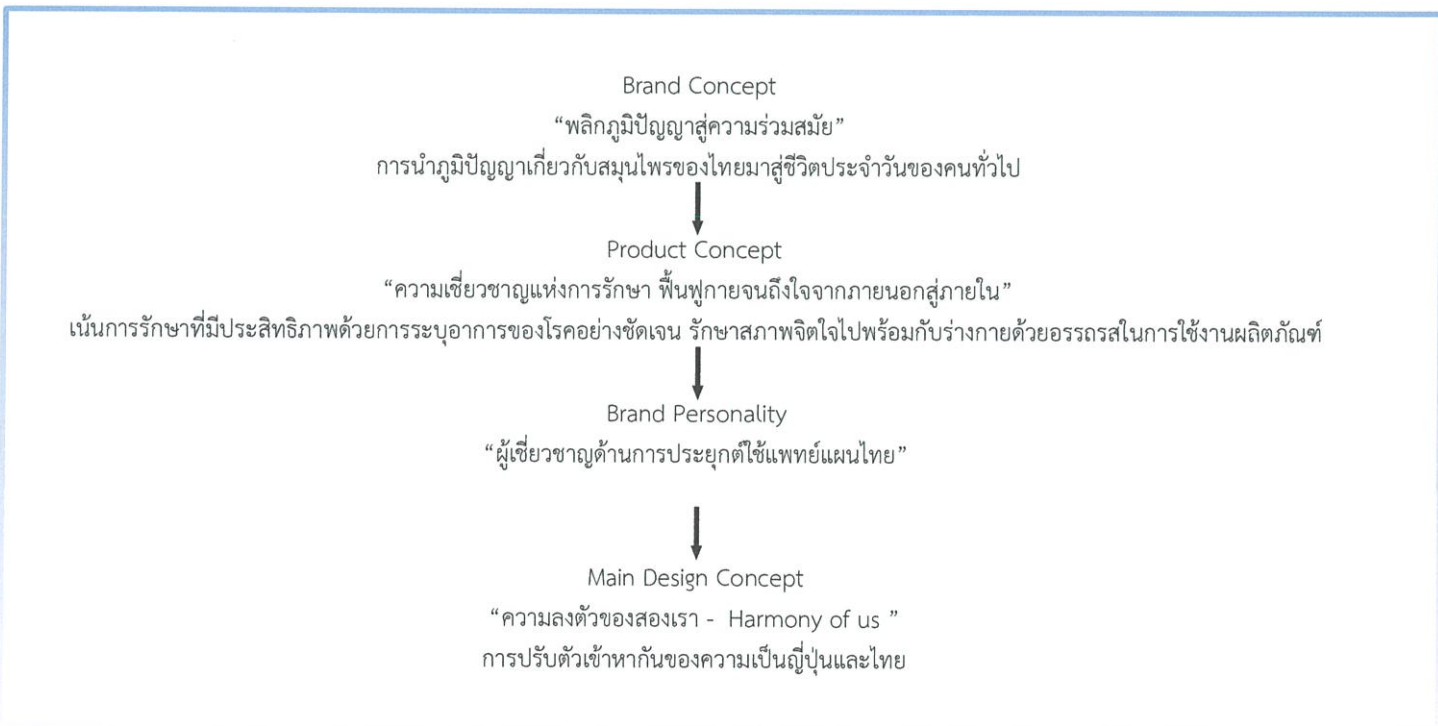 Brand Concept
“พลิกภูมิปัญญาสู่ความร่วมสมัย”
การนำภูมิปัญญาเกี่ยวกับสมุนไพรของไทยมาสู่ชีวิตประจำวันของคนทั่วไป
Product Concept
“ความเชี่ยวชาญแห่งการรักษา ฟื้นฟูกายจนถึงใจจากภายนอกสู่ภายใน”
เน้นการรักษาที่มีประสิทธิภาพด้วยการระบุอาการของโรคอย่างชัดเจน รักษาสภาพจิตใจไปพร้อมกับร่างกายด้วยอรรถรสในการใช้งานผลิตภัณฑ์
Brand Personality
“ผู้เชี่ยวชาญด้านการประยุกต์ใช้แพทย์แผนไทย”
Main Design Concept
“ความลงตัวของสองเรา - Harmony of us ”
การปรับตัวเข้าหากันของความเป็นญี่ปุ่นและไทย